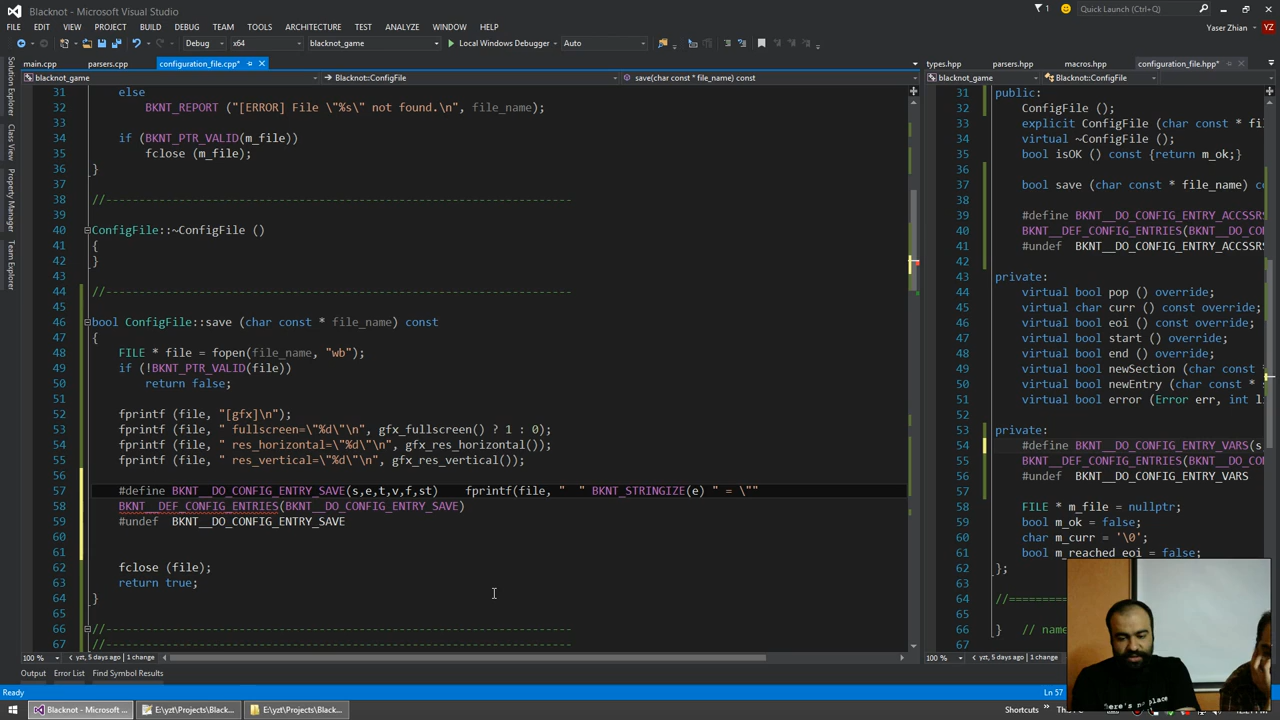 Blacknot - Microsoft Visual Studio
1
Quick Launch (Ctrl+Q)
FILE EDIT VIEW PROJECT BUILD DEBUG TEAM TOOLS ARCHITECTURE TEST ANALYZE WINDOW HELP
Yaser Zhian YZ
Debug x64 blacknot_game Local Windows Debugger Auto
main.cpp parsers.cpp configuration_file.cpp* types.hpp parsers.hpp macros.hpp configuration_file.hpp*
blacknot_game Blacknot::ConfigFile save(char const * file_name) const blacknot_game Blacknot::ConfigFile
Solution Explorer
Class View
Property Manager
Team Explorer
31 else
32 BKNT_REPORT ("[ERROR] File \"%s\" not found.\n", file_name);
33
34 if (BKNT_PTR_VALID(m_file))
35 fclose (m_file);
36 }
37
38 //----------------------------------------------------------------------
39
40 ConfigFile::~ConfigFile ()
41 {
42 }
43
44 //----------------------------------------------------------------------
45
46 bool ConfigFile::save (char const * file_name) const
47 {
48 FILE * file = fopen(file_name, "wb");
49 if (!BKNT_PTR_VALID(file))
50 return false;
51
52 fprintf (file, "[gfx]\n");
53 fprintf (file, " fullscreen=\"%d\"\n", gfx_fullscreen() ? 1 : 0);
54 fprintf (file, " res_horizontal=\"%d\"\n", gfx_res_horizontal());
55 fprintf (file, " res_vertical=\"%d\"\n", gfx_res_vertical());
56
57 #define BKNT__DO_CONFIG_ENTRY_SAVE(s,e,t,v,f,st) fprintf(file, "  " BKNT_STRINGIZE(e) " = \""
58 BKNT__DEF_CONFIG_ENTRIES(BKNT__DO_CONFIG_ENTRY_SAVE)
59 #undef BKNT__DO_CONFIG_ENTRY_SAVE
60
61
62 fclose (file);
63 return true;
64 }
65
66 //----------------------------------------------------------------------
67 //----------------------------------------------------------------------
31 public:
32 ConfigFile ();
33 explicit ConfigFile (char const * fil
34 virtual ~ConfigFile ();
35 bool isOK () const {return m_ok;}
36
37 bool save (char const * file_name) co
38
39 #define BKNT__DO_CONFIG_ENTRY_ACCSSRS
40 BKNT__DEF_CONFIG_ENTRIES(BKNT__DO_CO
41 #undef BKNT__DO_CONFIG_ENTRY_ACCSSRS
42
43 private:
44 virtual bool pop () override;
45 virtual char curr () const override;
46 virtual bool eoi () const override;
47 virtual bool start () override;
48 virtual bool end () override;
49 virtual bool newSection (char const
50 virtual bool newEntry (char const * s
51 virtual bool error (Error err, int li
52
53 private:
54 #define BKNT__DO_CONFIG_ENTRY_VARS(s
55 BKNT__DEF_CONFIG_ENTRIES(BKNT__DO_CO
56 #undef BKNT__DO_CONFIG_ENTRY_VARS
57
58 FILE * m_file = nullptr;
59 bool m_ok = false;
60 char m_curr = '\0';
61 bool m_reached_eoi = false;
62 };
63
64 //=====
65
66 } // nam
67
100 % yzt, 5 days ago | 1 change 100 % yzt, 5 days ago | 1 change
Output Error List Find Symbol Results
Ready Ln 57
Blacknot - Microsoft ... E:\yzt\Projects\Black... E:\yzt\Projects\Black... Shortcuts